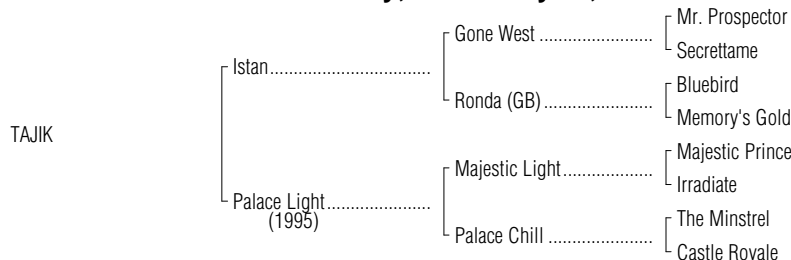 Mr. Prospector
Gone West ....................
Secrettame
Istan................................
Bluebird
Ronda (GB) ...................
Memory's Gold
TAJIK
Majestic Prince
Majestic Light................
Irradiate
Palace Light....................
(1995)
The Minstrel
Palace Chill ..................
Castle Royale